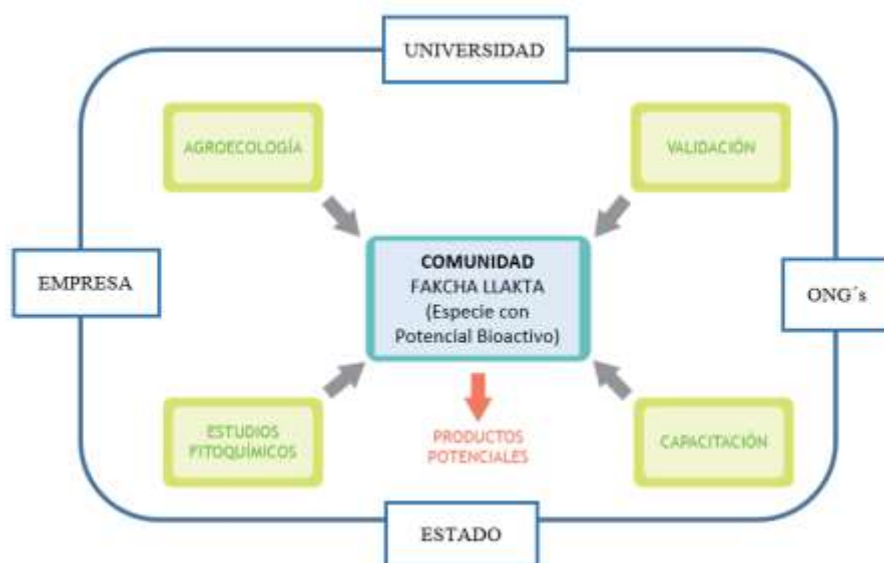 UNIVERSIDAD
AGROECOLOGÍA
VALIDACIÓN
EMPRESA
COMUNIDAD
FAKCHA LLAKTA
(Especie con
Potencial Bioactivo)
ONG´s
ESTUDIOS
FITOQUÍMICOS
PRODUCTOS
POTENCIALES
CAPACITACIÓN
ESTADO